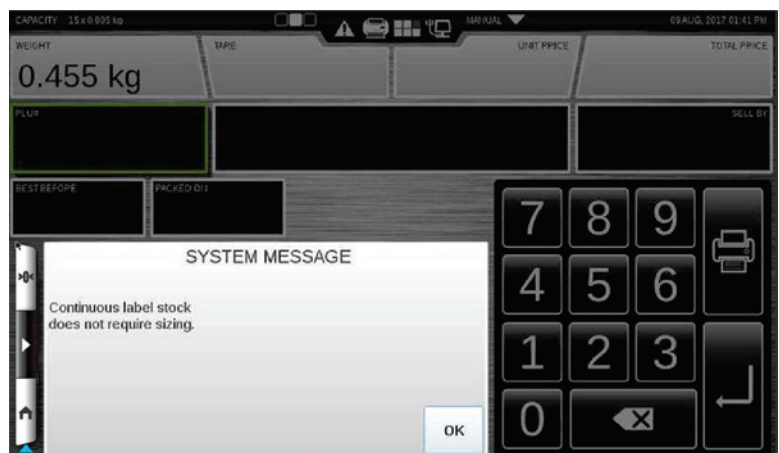 CAPACITY 15 x 0.005 kg MANUAL 09 AUG, 2017 01:41 PM
WEIGHT TARE UNIT PRICE TOTAL PRICE
0.455 kg
PLU# SELL BY
BEST BEFORE PACKED ON
7 8 9
SYSTEM MESSAGE
Continuous label stock
does not require sizing.
4 5 6
1 2 3
OK
0
>0<